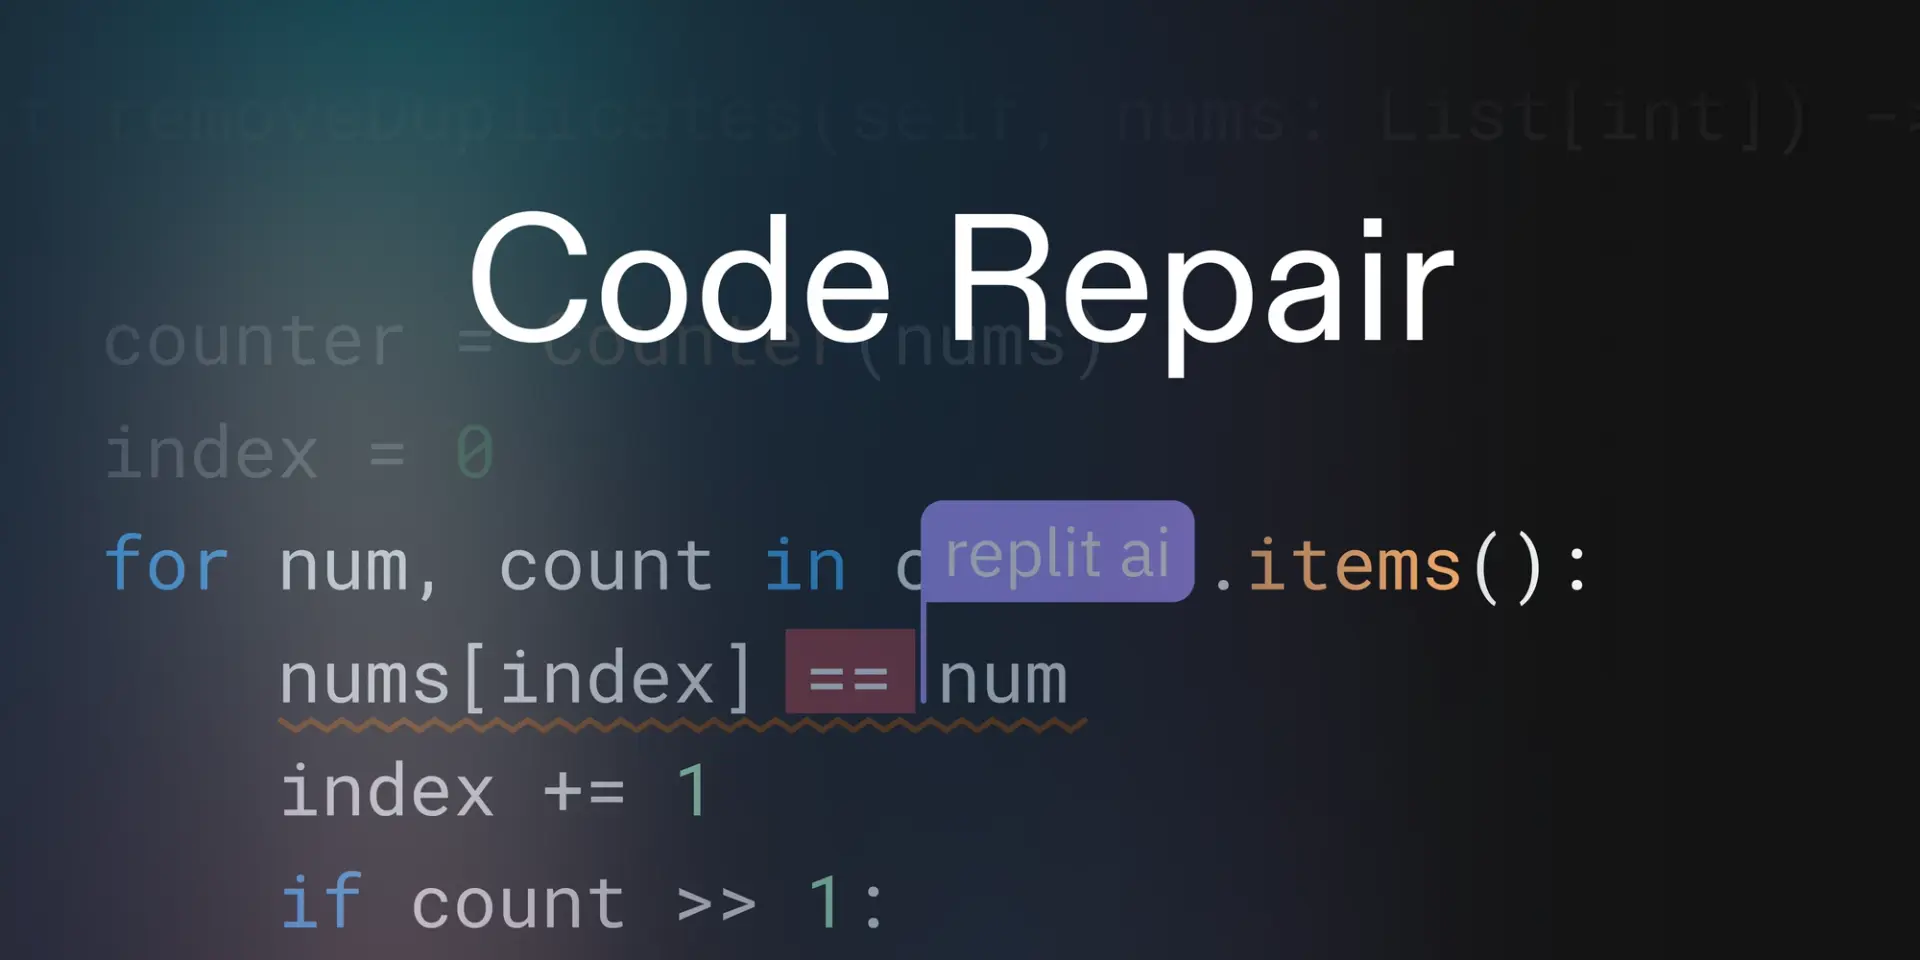 t removeDuplicates(self, nums: List[int]) ->
Code Repair
counter = Counter(nums)
index = 0
replit ai
for num, count in c .items():
nums[index] == num
index += 1
if count >> 1: